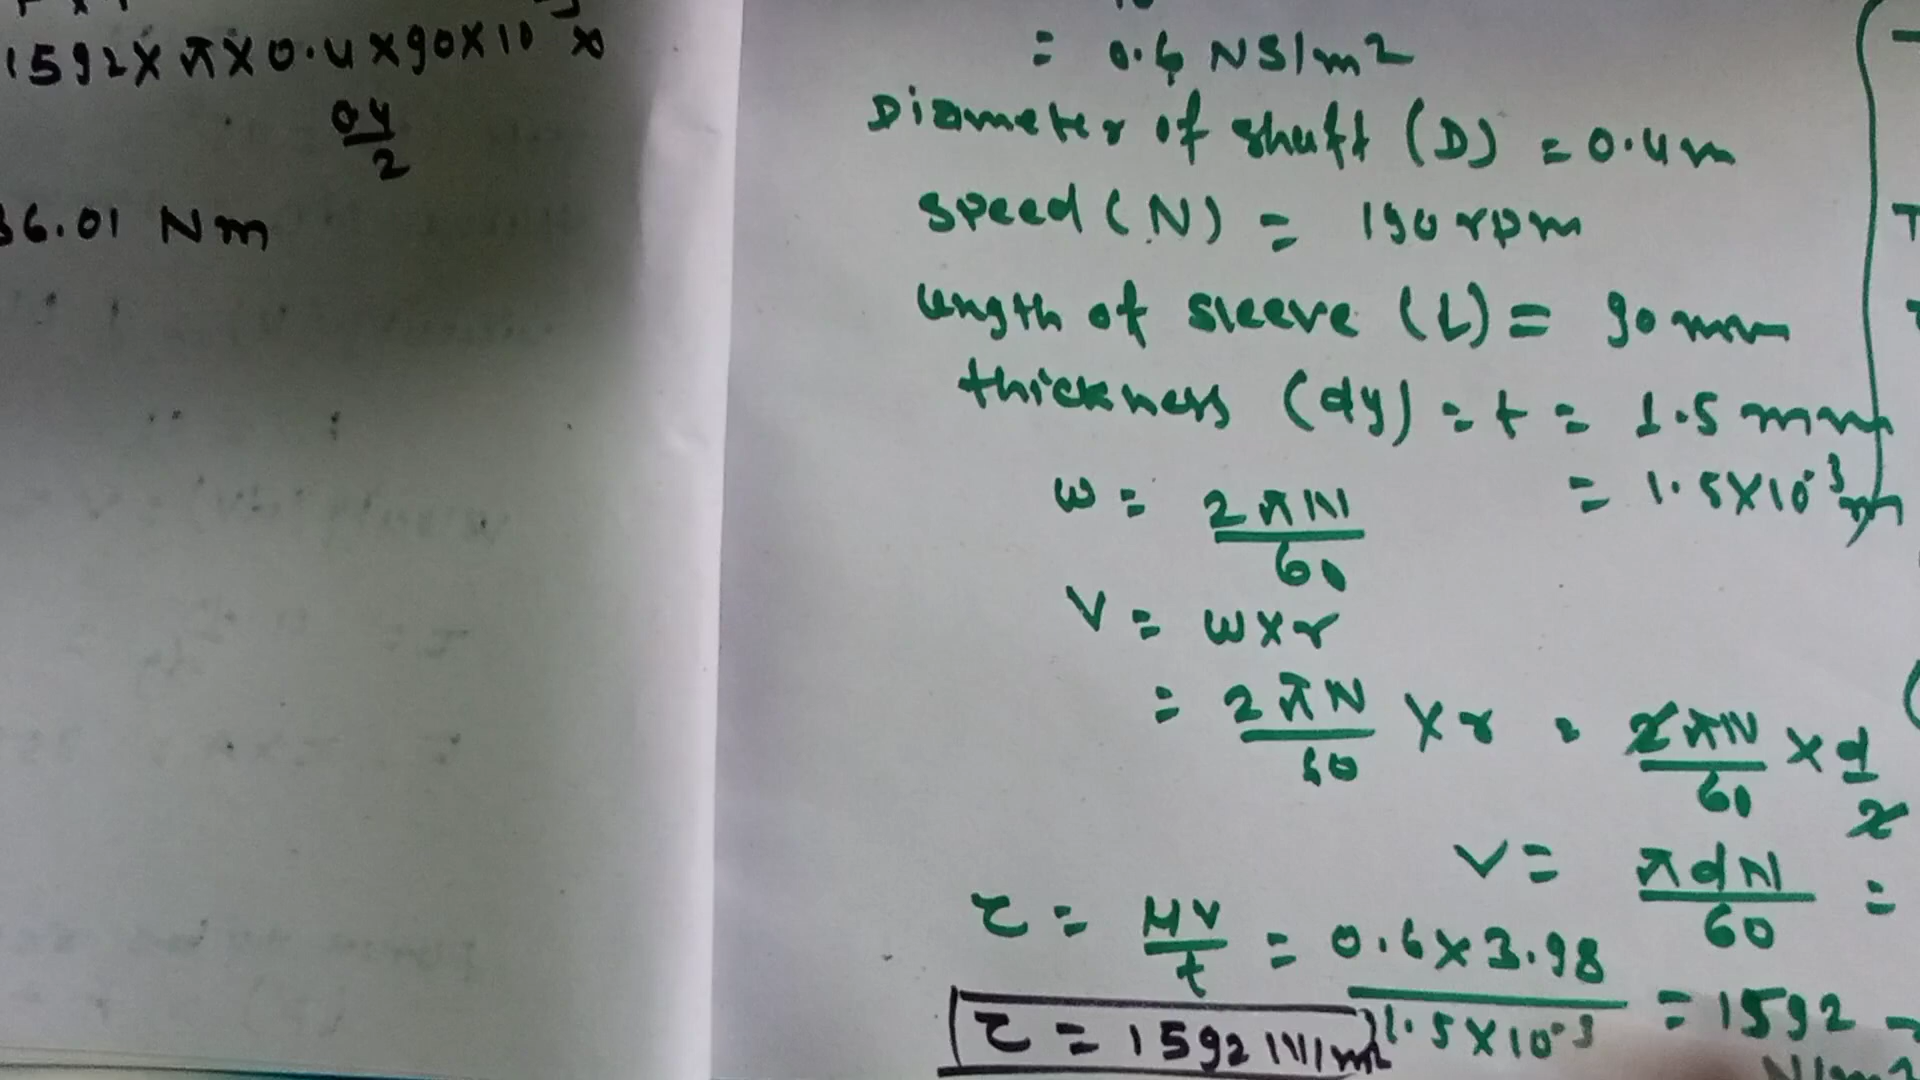 1592 × π × 0.4 × 90 × 10 ×
0.4/2
36.01 Nm
= 0.6 NS/m2
Diameter of shaft (D) = 0.4m
speed (N) = 190 rpm
length of sleeve (L) = 90 mm
thickness (dy) = t = 1.5 mm
= 1.5×10-3 m
ω = 2πN/60
V = ω×r
= 2πN/60 × r = 2πN/60 × d/2
V = πdN/60 =
τ = μV/t = 0.6×3.98/1.5×10-3 = 1592
N/m2
τ = 1592 N/m2